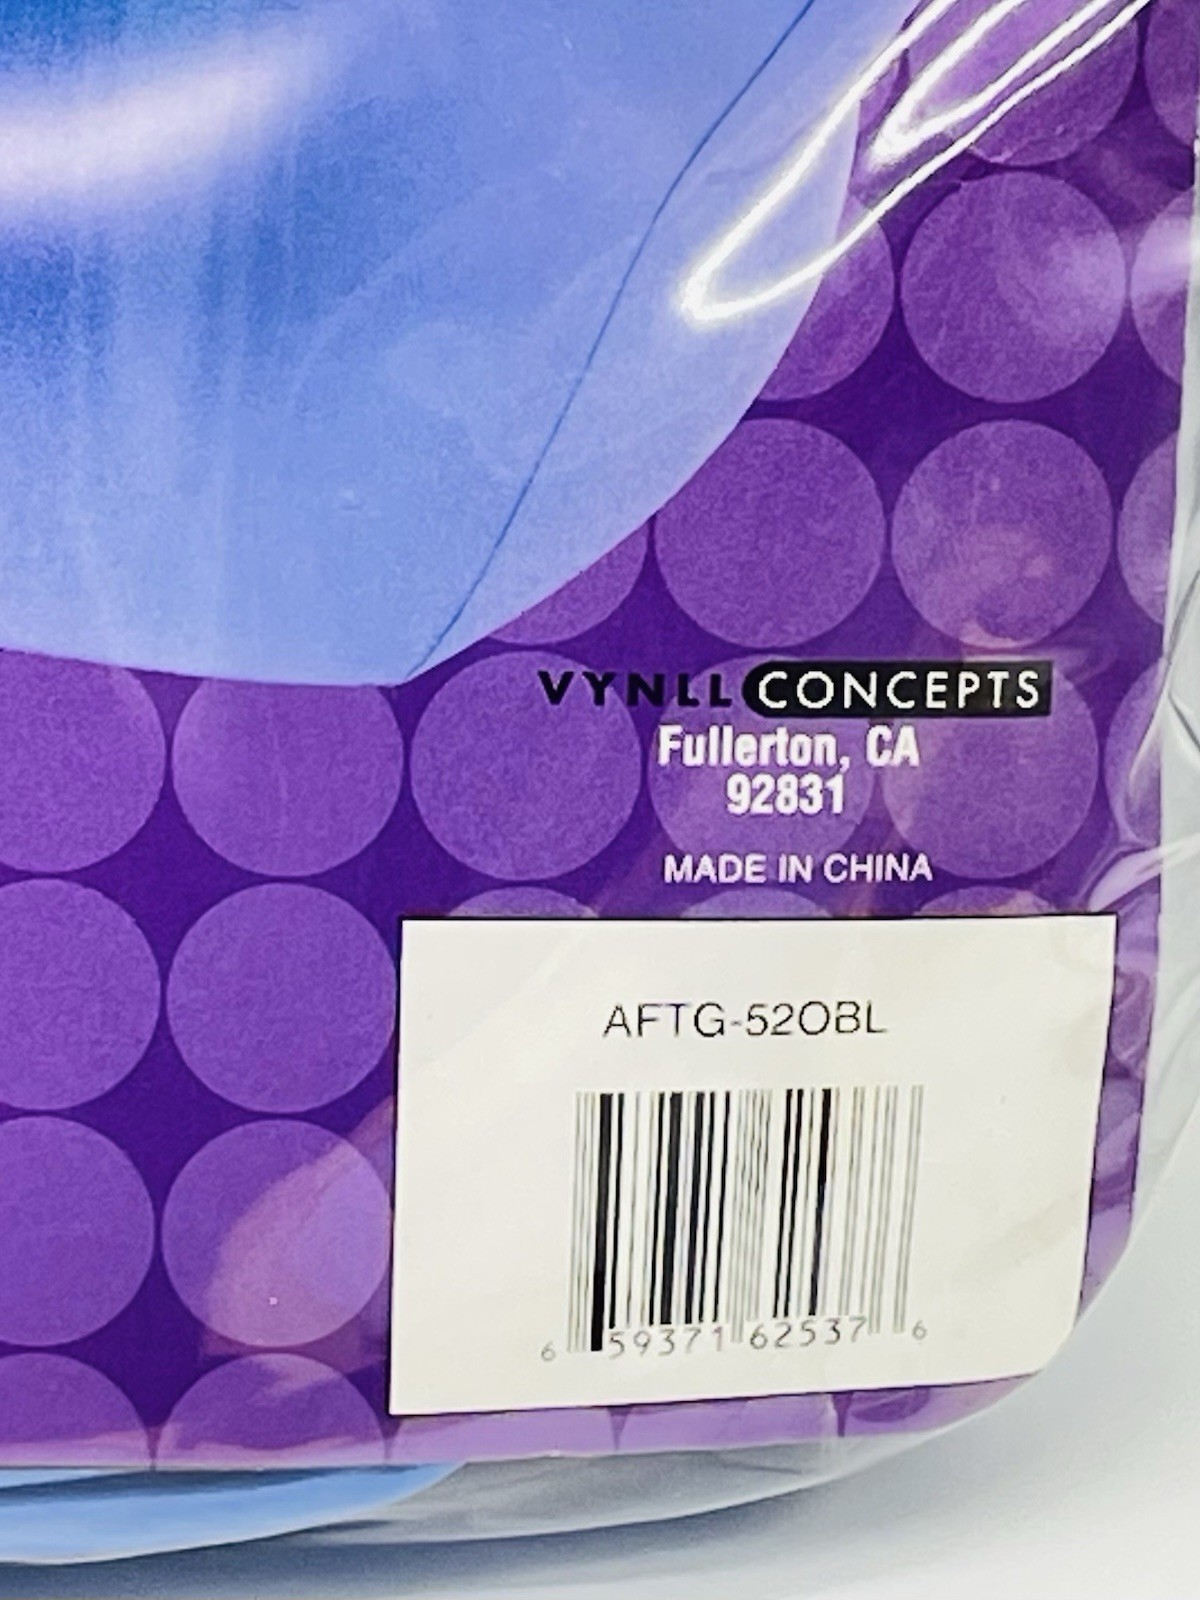 VYNLL CONCEPTS
Fullerton, CA
92831
MADE IN CHINA
AFTG-52OBL
6 59371 62537 6